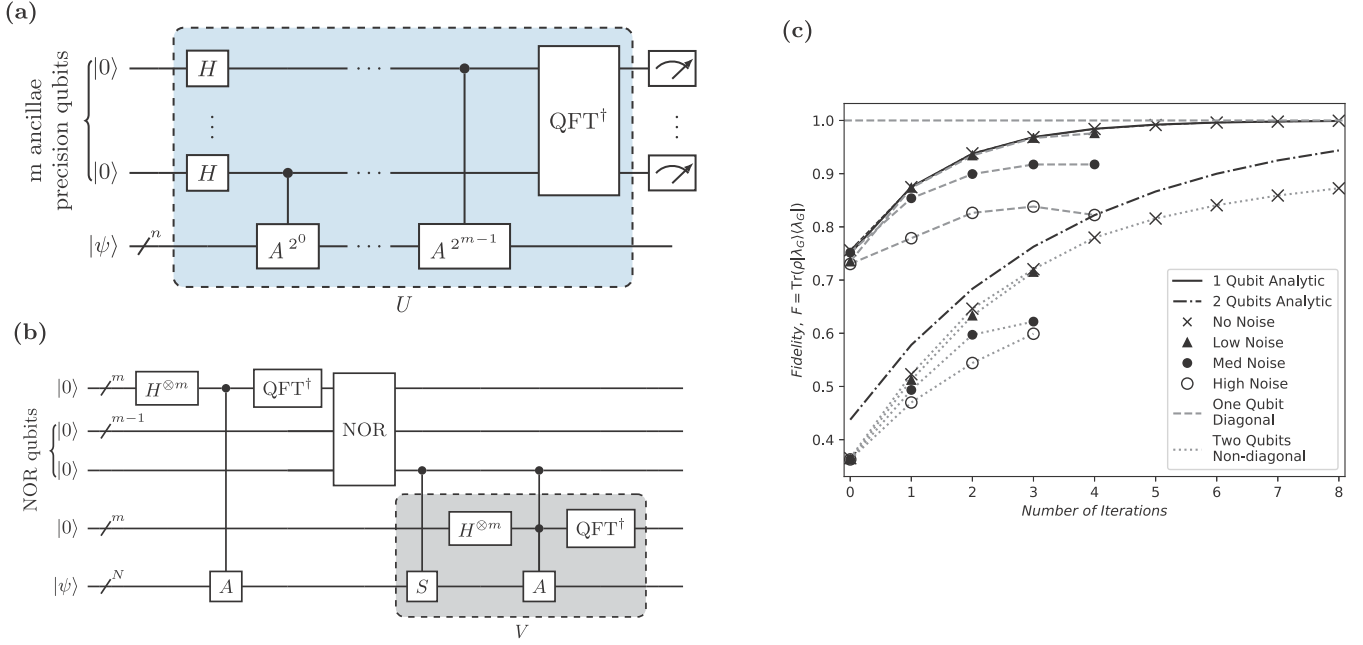 (a)
m ancillae
precision qubits
|0⟩ H ··· ···
⋮ ⋮ QFT† ⋮
|0⟩ H ··· ···
|ψ⟩ n A^{2^0} ··· A^{2^{m−1}}
U
(b)
NOR qubits
|0⟩ m H^{⊗m} QFT†
|0⟩ m−1 NOR
|0⟩
|0⟩ m H^{⊗m} QFT†
|ψ⟩ N A S A
V
(c)
Fidelity, F = Tr(ρ|λ_G⟩⟨λ_G|)
1.0
0.9
0.8
0.7
0.6
0.5
0.4
0 1 2 3 4 5 6 7 8
Number of Iterations
1 Qubit Analytic
2 Qubits Analytic
No Noise
Low Noise
Med Noise
High Noise
One Qubit
Diagonal
Two Qubits
Non-diagonal